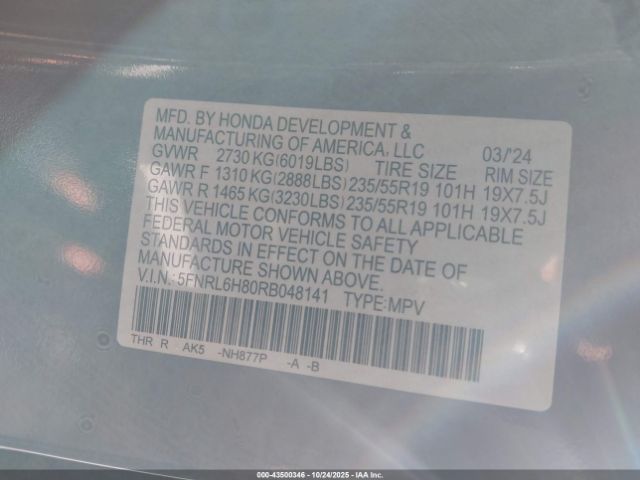 MFD. BY HONDA DEVELOPMENT &
MANUFACTURING OF AMERICA, LLC 03/'24
GVWR 2730 KG(6019LBS) TIRE SIZE RIM SIZE
GAWR F 1310 KG(2888LBS) 235/55R19 101H 19X7.5J
GAWR R 1465 KG(3230LBS) 235/55R19 101H 19X7.5J
THIS VEHICLE CONFORMS TO ALL APPLICABLE
FEDERAL MOTOR VEHICLE SAFETY
STANDARDS IN EFFECT ON THE DATE OF
MANUFACTURE SHOWN ABOVE.
V.I.N.: 5FNRL6H80RB048141 TYPE:MPV
THR R AK5 -NH877P -A -B
000-43500346 - 10/24/2025 - IAA Inc.